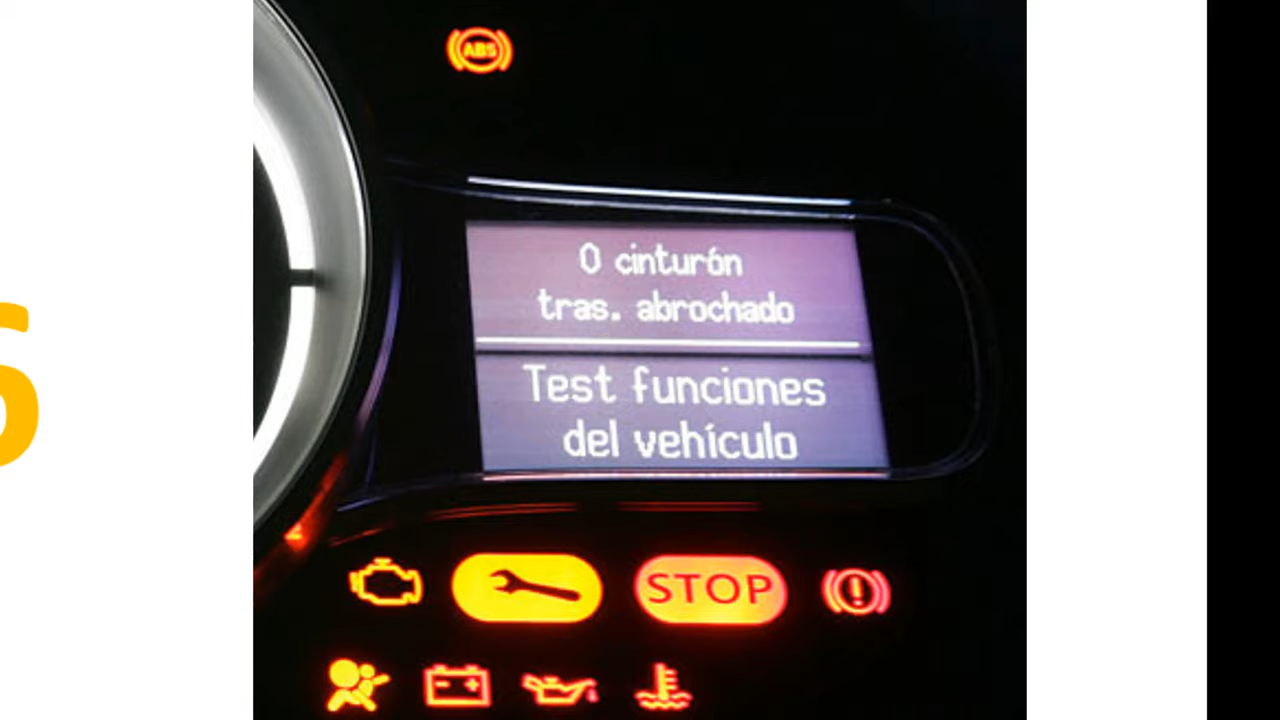 ABS
0 cinturón
tras. abrochado
Test funciones
del vehículo
STOP